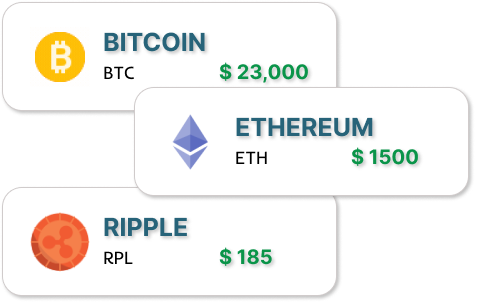 BITCOIN
BTC $ 23,000
ETHEREUM
ETH $ 1500
RIPPLE
RPL $ 185